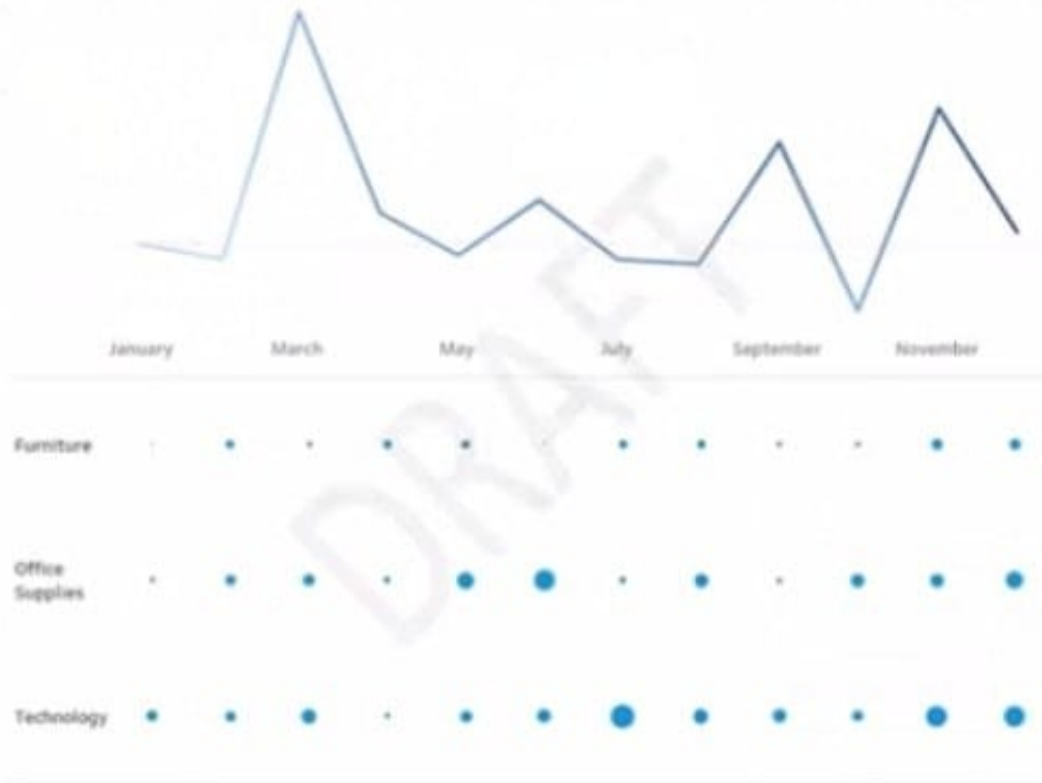 January March May July September November
DRAFT
Furniture
Office
Supplies
Technology